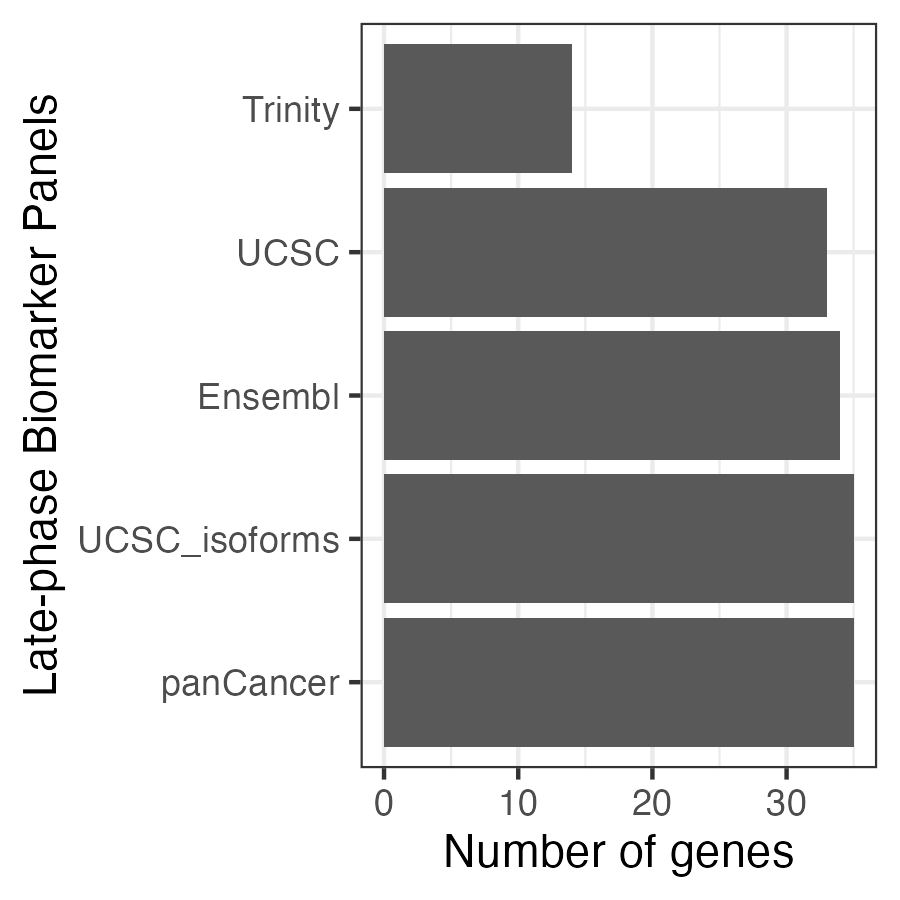 Late-phase Biomarker Panels
Trinity
UCSC
Ensembl
UCSC_isoforms
panCancer
0 10 20 30
Number of genes